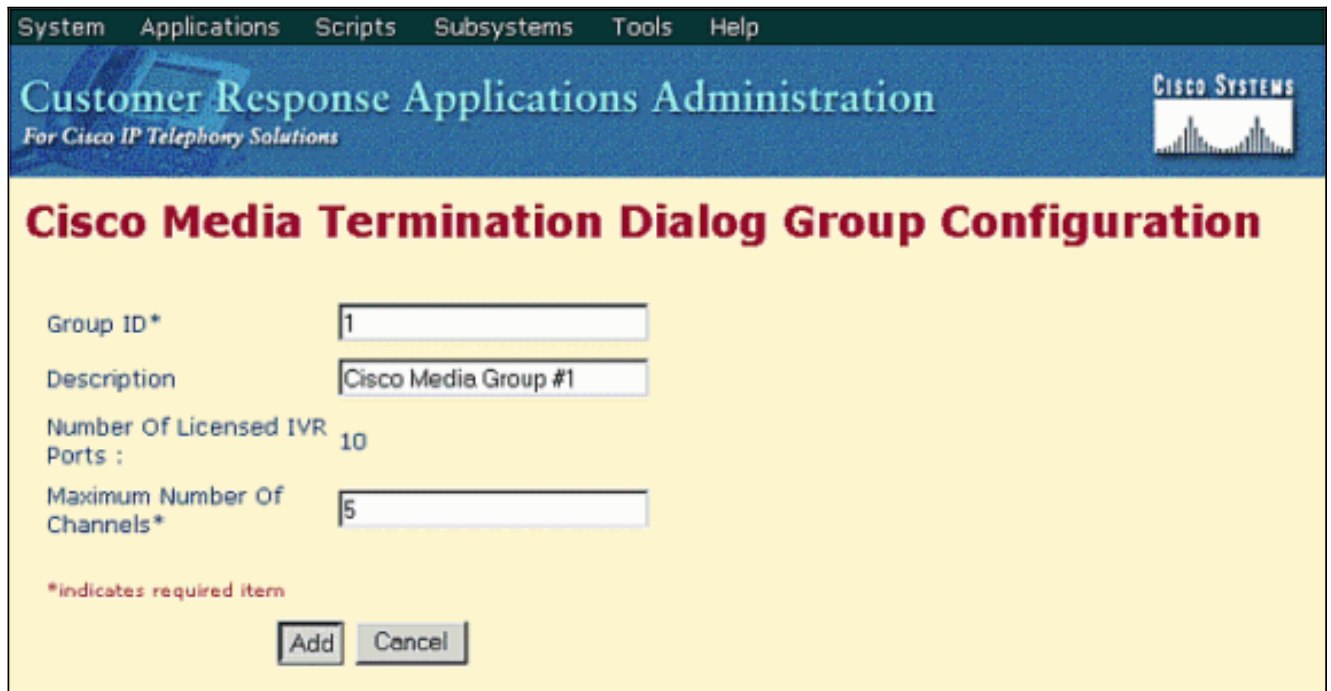 System Applications Scripts Subsystems Tools Help
Customer Response Applications Administration
For Cisco IP Telephony Solutions
CISCO SYSTEMS
Cisco Media Termination Dialog Group Configuration
Group ID* 1
Description Cisco Media Group #1
Number Of Licensed IVR
Ports : 10
Maximum Number Of
Channels* 5
*indicates required item
Add Cancel